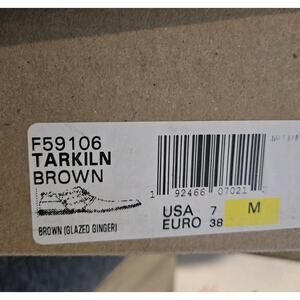 F59106
TARKILN
BROWN
BROWN (GLAZED GINGER)
1 92466 07021
USA 7
EURO 38
M